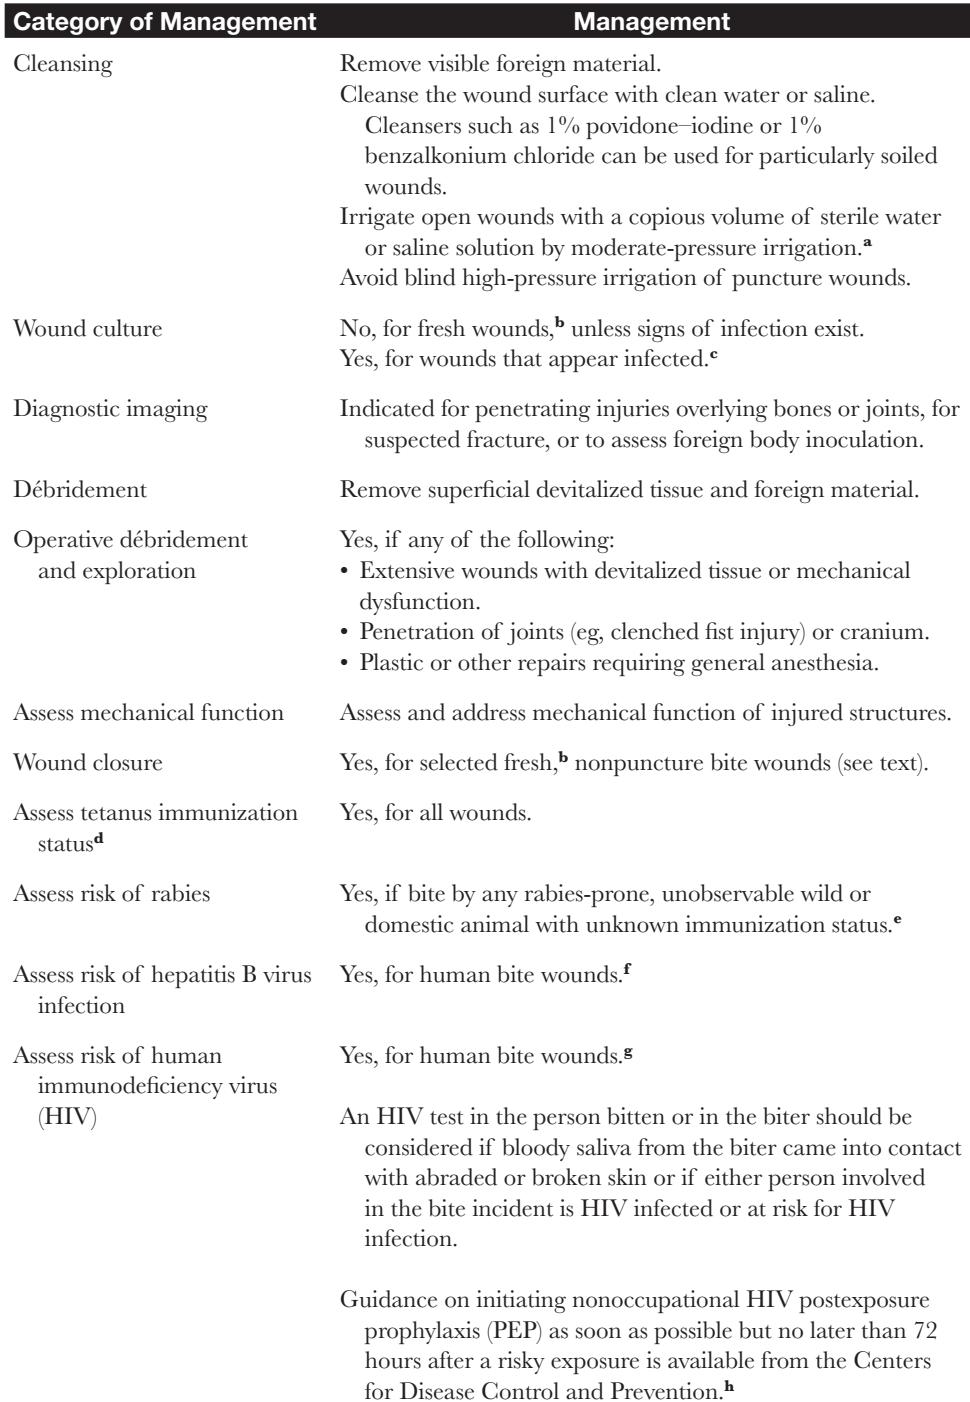 Category of Management Management
Cleansing Remove visible foreign material.
Cleanse the wound surface with clean water or saline.
Cleansers such as 1% povidone–iodine or 1%
benzalkonium chloride can be used for particularly soiled
wounds.
Irrigate open wounds with a copious volume of sterile water
or saline solution by moderate-pressure irrigation.a
Avoid blind high-pressure irrigation of puncture wounds.
Wound culture No, for fresh wounds,b unless signs of infection exist.
Yes, for wounds that appear infected.c
Diagnostic imaging Indicated for penetrating injuries overlying bones or joints, for
suspected fracture, or to assess foreign body inoculation.
Débridement Remove superficial devitalized tissue and foreign material.
Operative débridement Yes, if any of the following:
and exploration • Extensive wounds with devitalized tissue or mechanical
dysfunction.
• Penetration of joints (eg, clenched fist injury) or cranium.
• Plastic or other repairs requiring general anesthesia.
Assess mechanical function Assess and address mechanical function of injured structures.
Wound closure Yes, for selected fresh,b nonpuncture bite wounds (see text).
Assess tetanus immunization Yes, for all wounds.
statusd
Assess risk of rabies Yes, if bite by any rabies-prone, unobservable wild or
domestic animal with unknown immunization status.e
Assess risk of hepatitis B virus Yes, for human bite wounds.f
infection
Assess risk of human Yes, for human bite wounds.g
immunodeficiency virus
(HIV) An HIV test in the person bitten or in the biter should be
considered if bloody saliva from the biter came into contact
with abraded or broken skin or if either person involved
in the bite incident is HIV infected or at risk for HIV
infection.
Guidance on initiating nonoccupational HIV postexposure
prophylaxis (PEP) as soon as possible but no later than 72
hours after a risky exposure is available from the Centers
for Disease Control and Prevention.h